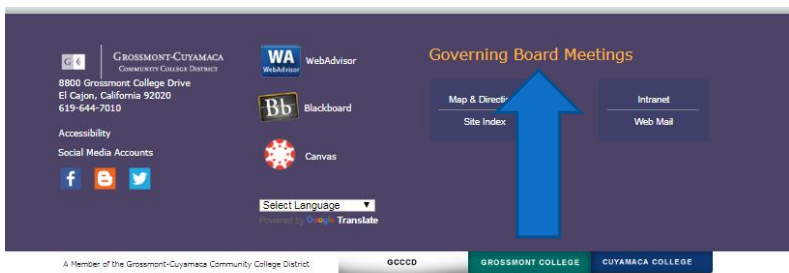 G C
GROSSMONT-CUYAMACA
COMMUNITY COLLEGE DISTRICT
8800 Grossmont College Drive
El Cajon, California 92020
619-644-7010
Accessibility
Social Media Accounts
f
WA
WebAdvisor
WebAdvisor
Bb
Blackboard
Canvas
Select Language
Powered by Google Translate
Governing Board Meetings
Map &
Site Index
Intranet
Web Mail
A Member of the Grossmont-Cuyamaca Community College District
GCCCD
GROSSMONT COLLEGE
CUYAMACA COLLEGE